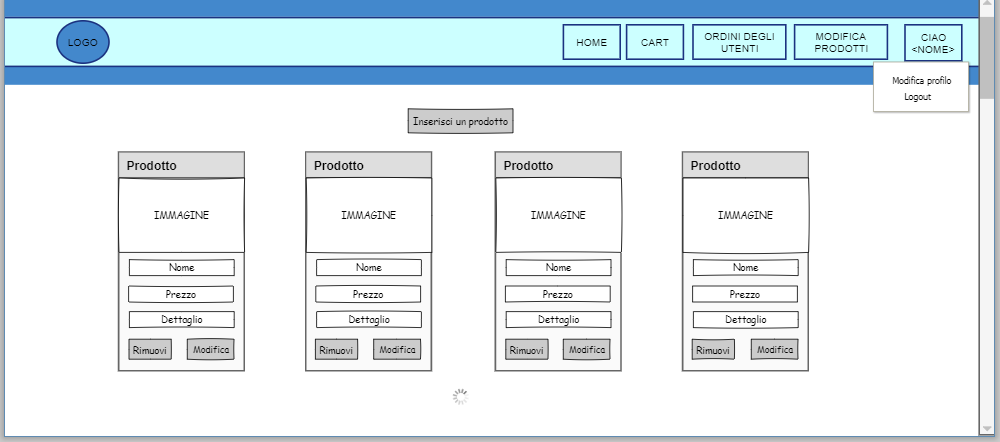 LOGO
HOME
CART
ORDINI DEGLI
UTENTI
MODIFICA
PRODOTTI
CIAO
<NOME>
Modifica profilo
Logout
Inserisci un prodotto
Prodotto
IMMAGINE
Nome
Prezzo
Dettaglio
Rimuovi
Modifica
Prodotto
IMMAGINE
Nome
Prezzo
Dettaglio
Rimuovi
Modifica
Prodotto
IMMAGINE
Nome
Prezzo
Dettaglio
Rimuovi
Modifica
Prodotto
IMMAGINE
Nome
Prezzo
Dettaglio
Rimuovi
Modifica